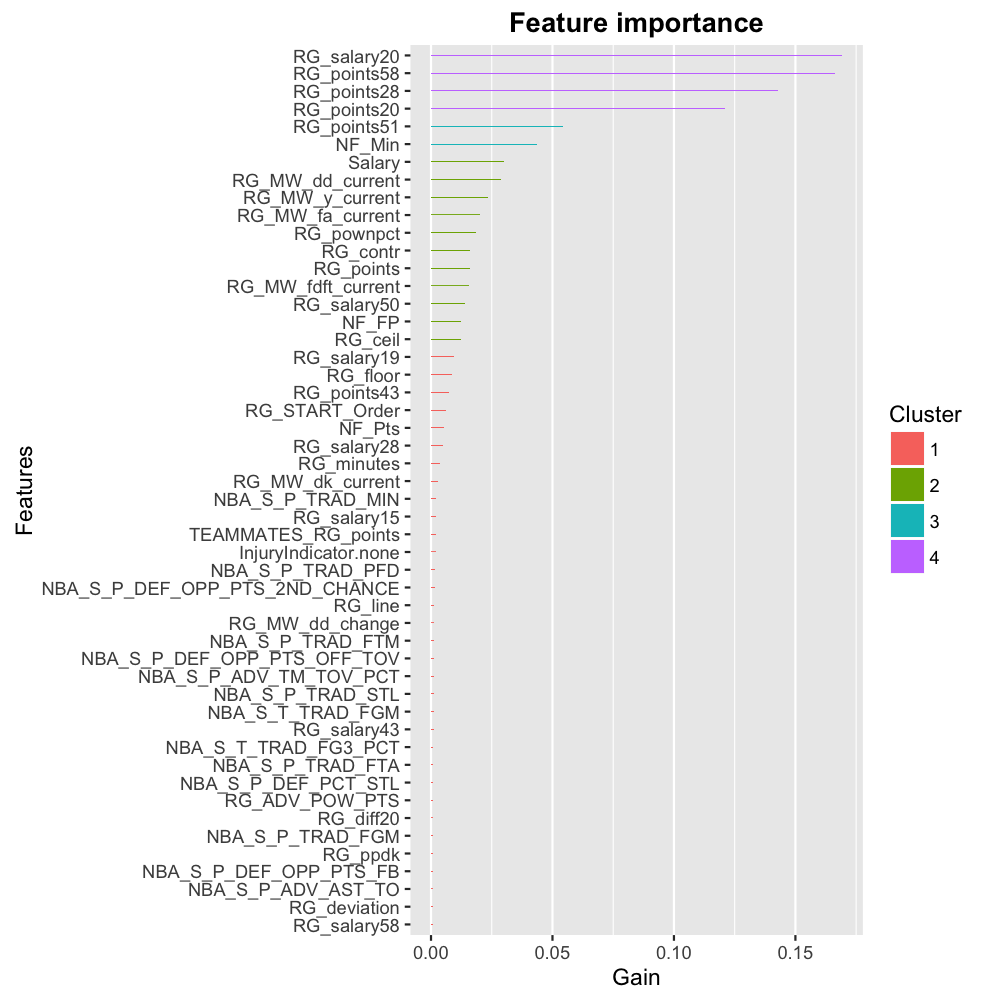 Feature importance
RG_salary20
RG_points58
RG_points28
RG_points20
RG_points51
NF_Min
Salary
RG_MW_dd_current
RG_MW_y_current
RG_MW_fa_current
RG_pownpct
RG_contr
RG_points
RG_MW_fdft_current
RG_salary50
NF_FP
RG_ceil
RG_salary19
RG_floor
RG_points43
RG_START_Order
NF_Pts
RG_salary28
RG_minutes
RG_MW_dk_current
NBA_S_P_TRAD_MIN
RG_salary15
TEAMMATES_RG_points
InjuryIndicator.none
NBA_S_P_TRAD_PFD
NBA_S_P_DEF_OPP_PTS_2ND_CHANCE
RG_line
RG_MW_dd_change
NBA_S_P_TRAD_FTM
NBA_S_P_DEF_OPP_PTS_OFF_TOV
NBA_S_P_ADV_TM_TOV_PCT
NBA_S_P_TRAD_STL
NBA_S_T_TRAD_FGM
RG_salary43
NBA_S_T_TRAD_FG3_PCT
NBA_S_P_TRAD_FTA
NBA_S_P_DEF_PCT_STL
RG_ADV_POW_PTS
RG_diff20
NBA_S_P_TRAD_FGM
RG_ppdk
NBA_S_P_DEF_OPP_PTS_FB
NBA_S_P_ADV_AST_TO
RG_deviation
RG_salary58
Features
0.00 0.05 0.10 0.15
Gain
Cluster
1
2
3
4